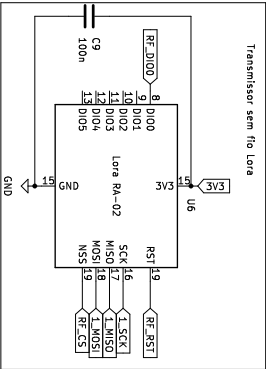 Transmissor sem fio Lora
C9
100n
RF_DIO0
8
9
10
11
12
13
DIO0
DIO1
DIO2
DIO3
DIO4
DIO5
Lora RA-02
U6
3V3
15
3V3
GND
15
GND
RST
SCK
MISO
MOSI
NSS
19
16
17
18
19
RF_RST
1_SCK
1_MISO
1_MOSI
RF_CS